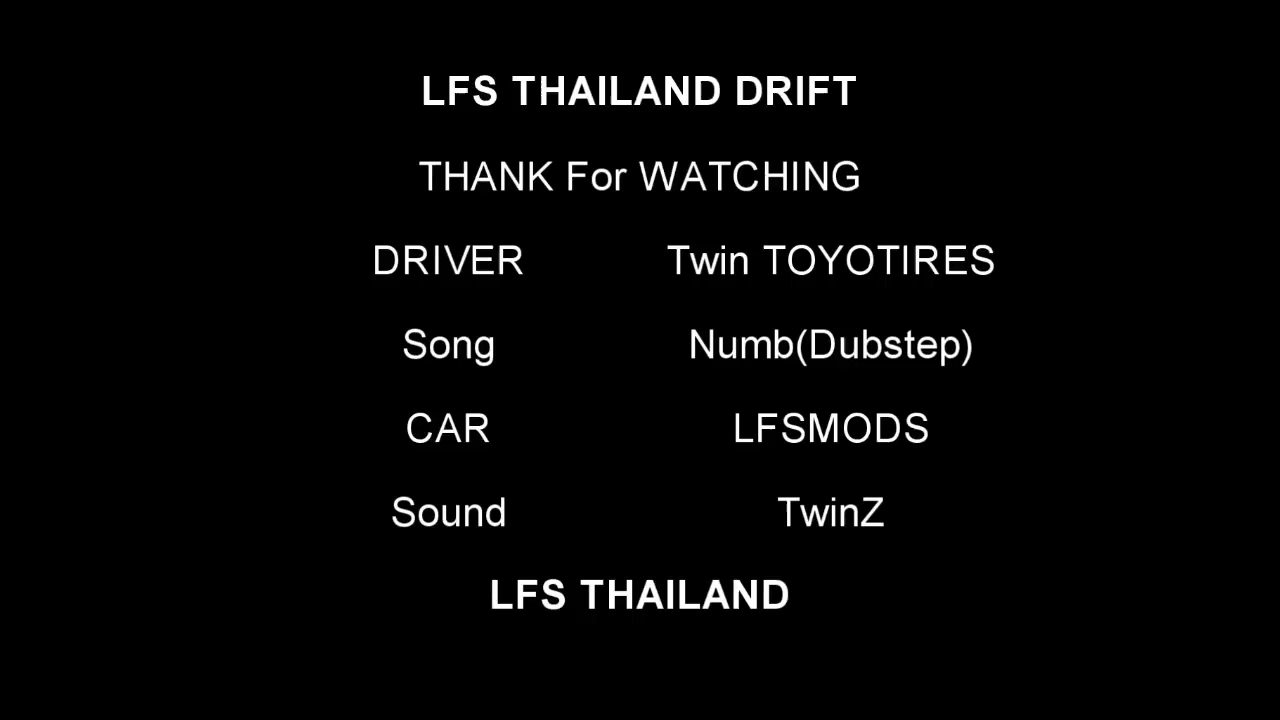 LFS THAILAND DRIFT
THANK For WATCHING
DRIVER Twin TOYOTIRES
Song Numb(Dubstep)
CAR LFSMODS
Sound TwinZ
LFS THAILAND